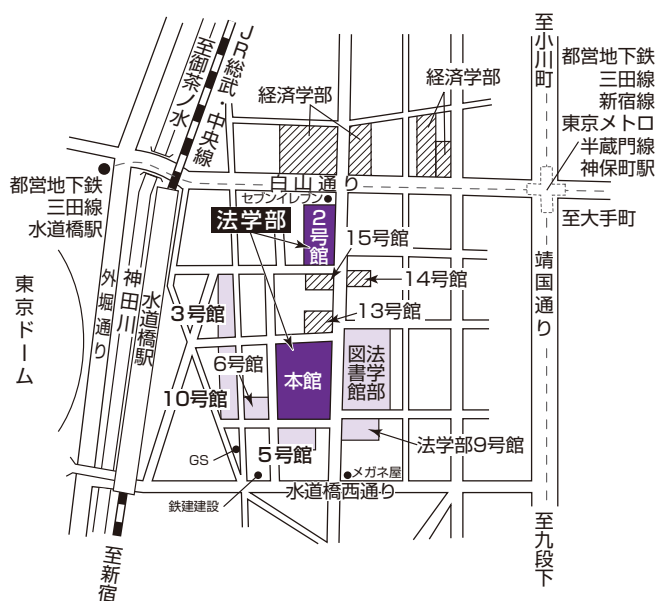 JR総武・中央線
至御茶ノ水
経済学部
経済学部
至小川町
都営地下鉄
三田線
新宿線
東京メトロ
半蔵門線
神保町駅
都営地下鉄
三田線
水道橋駅
白山通り
セブンイレブン
至大手町
法学部
2号館
15号館
14号館
13号館
靖国通り
東京ドーム
外堀通り
神田川
水道橋駅
3号館
6号館
本館
法学部
図書館
10号館
法学部9号館
GS
5号館
メガネ屋
鉄建建設
水道橋西通り
至新宿
至九段下